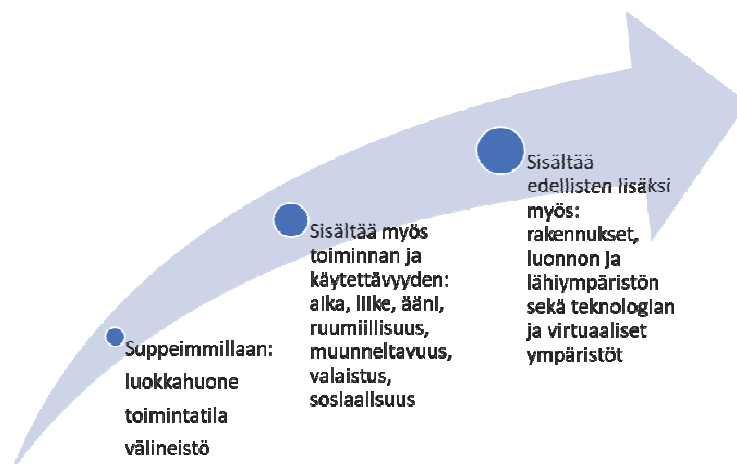 Suppeimmillaan:
luokkahuone
toimintatila
välineistö
Sisältää myös
toiminnan ja
käytettävyyden:
aika, liike, ääni,
ruumiillisuus,
muunneltavuus,
valaistus,
sosiaalisuus
Sisältää
edellisten lisäksi
myös:
rakennukset,
luonnon ja
lähiympäristön
sekä teknologian
ja virtuaaliset
ympäristöt